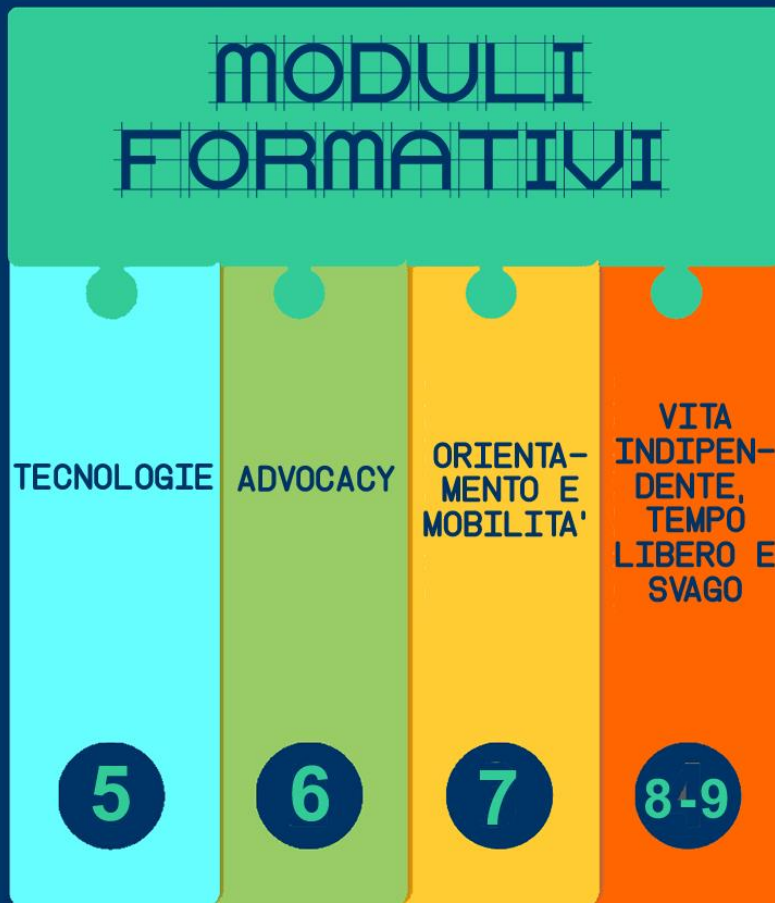 MODULI
FORMATIVI
TECNOLOGIE
ADVOCACY
ORIENTA-
MENTO E
MOBILITA'
VITA
INDIPEN-
DENTE,
TEMPO
LIBERO E
SVAGO
5
6
7
8-9